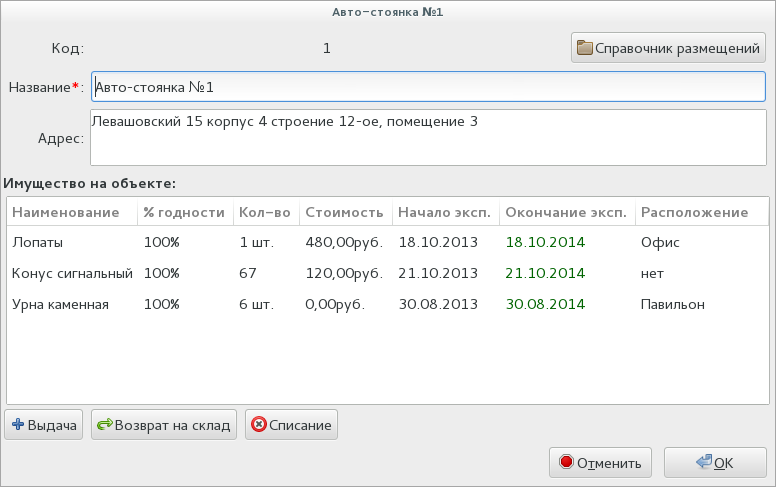 Авто-стоянка №1
Код: 1 Справочник размещений
Название*: Авто-стоянка №1
Адрес: Левашовский 15 корпус 4 строение 12-ое, помещение 3
Имущество на объекте:
Наименование % годности Кол-во Стоимость Начало эксп. Окончание эксп. Расположение
Лопаты 100% 1 шт. 480,00руб. 18.10.2013 18.10.2014 Офис
Конус сигнальный 100% 67 120,00руб. 21.10.2013 21.10.2014 нет
Урна каменная 100% 6 шт. 0,00руб. 30.08.2013 30.08.2014 Павильон
Выдача Возврат на склад Списание
Отменить OK